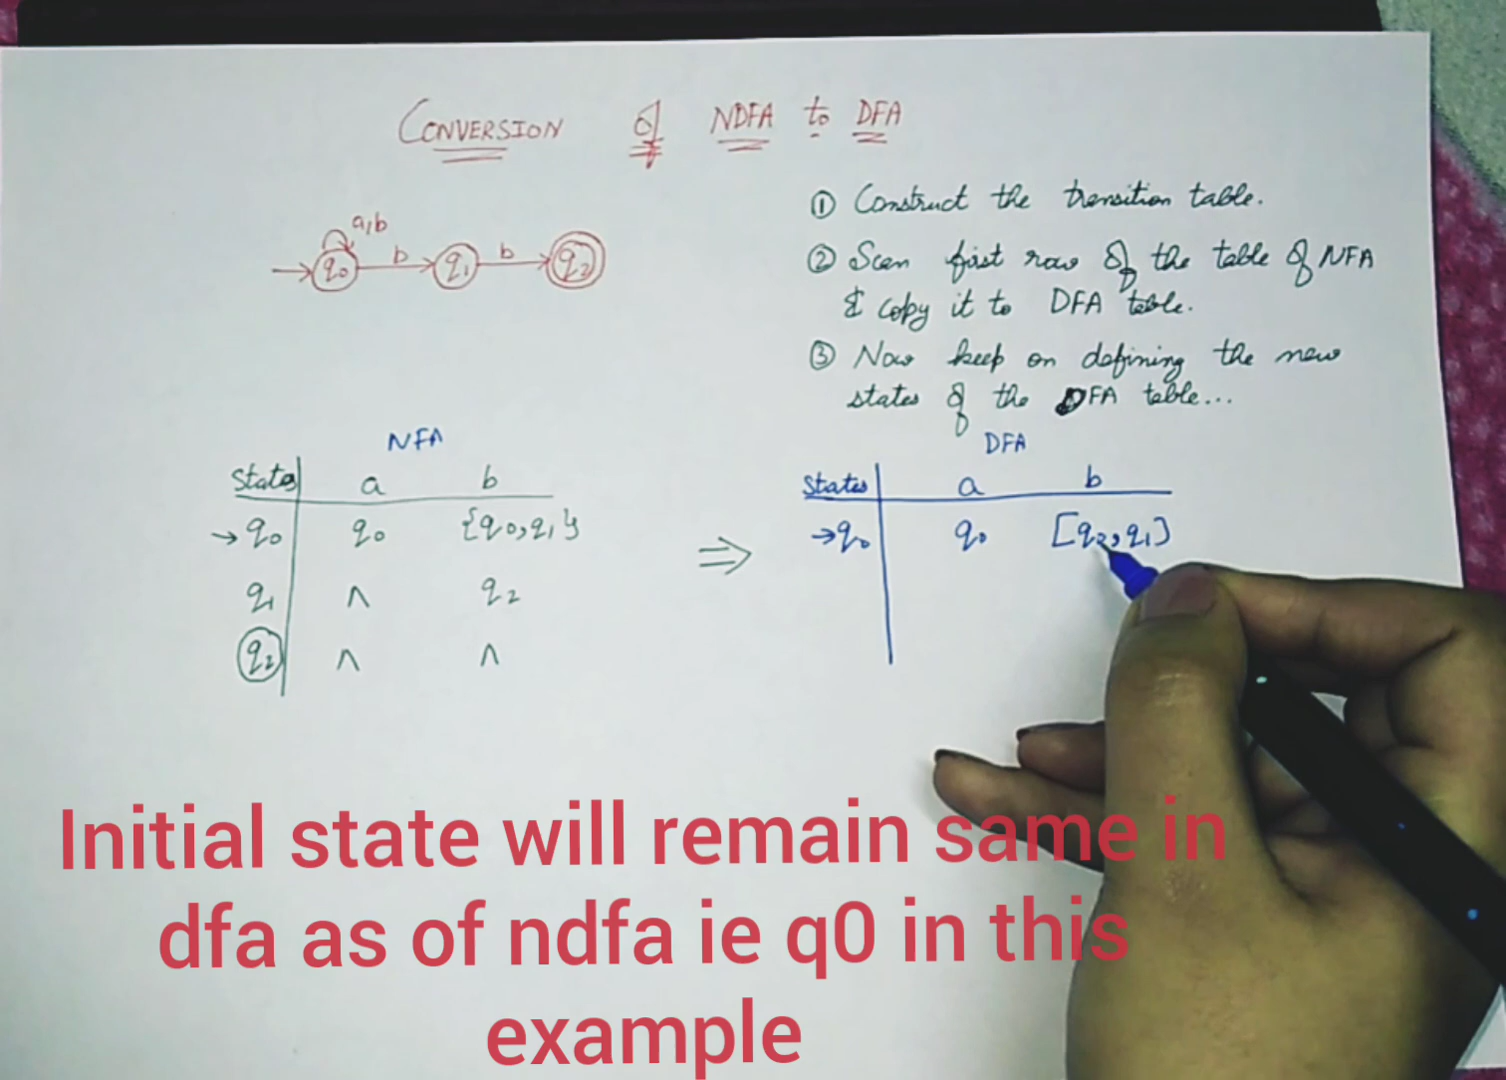 CONVERSION of NDFA to DFA
a,b
q0 b q1 b q2
① Construct the transition table.
② Scan first row of the table of NFA
& copy it to DFA table.
③ Now keep on defining the new
states of the DFA table...
NFA
States a b
→q0 q0 {q0,q1}
q1 ∧ q2
q2 ∧ ∧
⇒
DFA
States a b
→q0 q0 [q0,q1]
Initial state will remain same in
dfa as of ndfa ie q0 in this
example